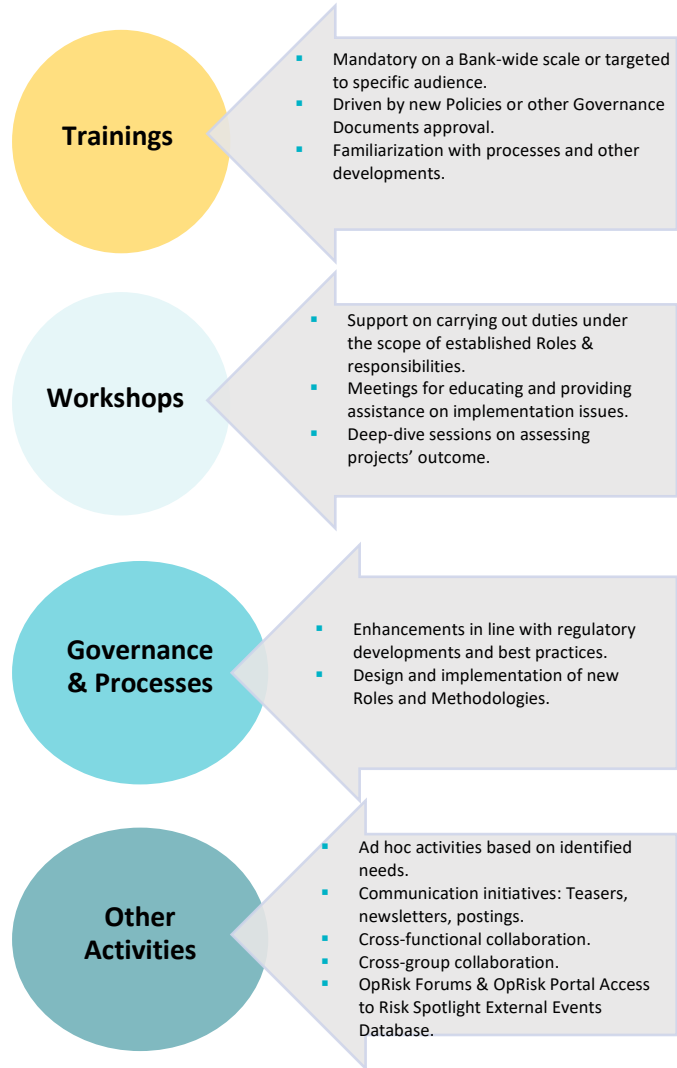 Trainings
▪ Mandatory on a Bank-wide scale or targeted
to specific audience.
▪ Driven by new Policies or other Governance
Documents approval.
▪ Familiarization with processes and other
developments.
Workshops
▪ Support on carrying out duties under
the scope of established Roles &
responsibilities.
▪ Meetings for educating and providing
assistance on implementation issues.
▪ Deep-dive sessions on assessing
projects’ outcome.
Governance
& Processes
▪ Enhancements in line with regulatory
developments and best practices.
▪ Design and implementation of new
Roles and Methodologies.
Other
Activities
▪ Ad hoc activities based on identified
needs.
▪ Communication initiatives: Teasers,
newsletters, postings.
▪ Cross-functional collaboration.
▪ Cross-group collaboration.
▪ OpRisk Forums & OpRisk Portal Access
to Risk Spotlight External Events
Database.